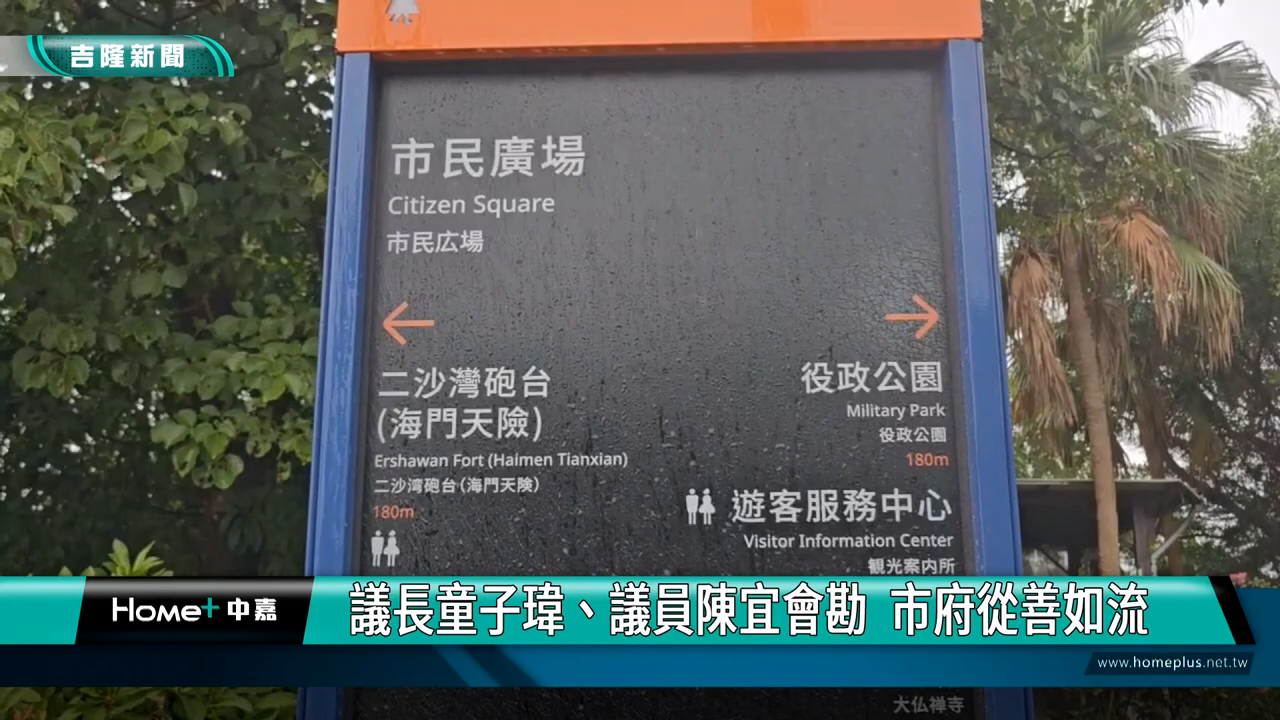 吉隆新聞
市民廣場
Citizen Square
市民広場
二沙灣砲台
(海門天險)
Ershawan Fort (Haimen Tianxian)
二沙湾砲台(海門天険)
180m
役政公園
Military Park
役政公園
180m
遊客服務中心
Visitor Information Center
観光案内所
Home+ 中嘉
議長童子瑋、議員陳宜會勘 市府從善如流
www.homeplus.net.tw
大仏禅寺